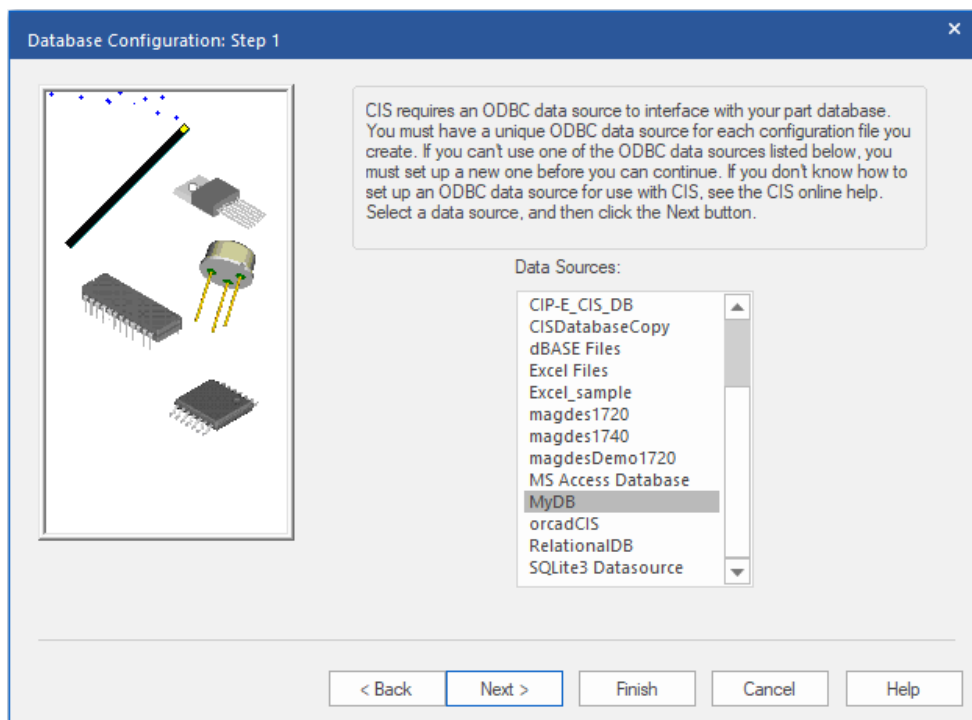 Database Configuration: Step 1
CIS requires an ODBC data source to interface with your part database.
You must have a unique ODBC data source for each configuration file you
create. If you can't use one of the ODBC data sources listed below, you
must set up a new one before you can continue. If you don't know how to
set up an ODBC data source for use with CIS, see the CIS online help.
Select a data source, and then click the Next button.
Data Sources:
CIP-E_CIS_DB
CISDatabaseCopy
dBASE Files
Excel Files
Excel_sample
magdes1720
magdes1740
magdesDemo1720
MS Access Database
MyDB
orcadCIS
RelationalDB
SQLite3 Datasource
< Back
Next >
Finish
Cancel
Help